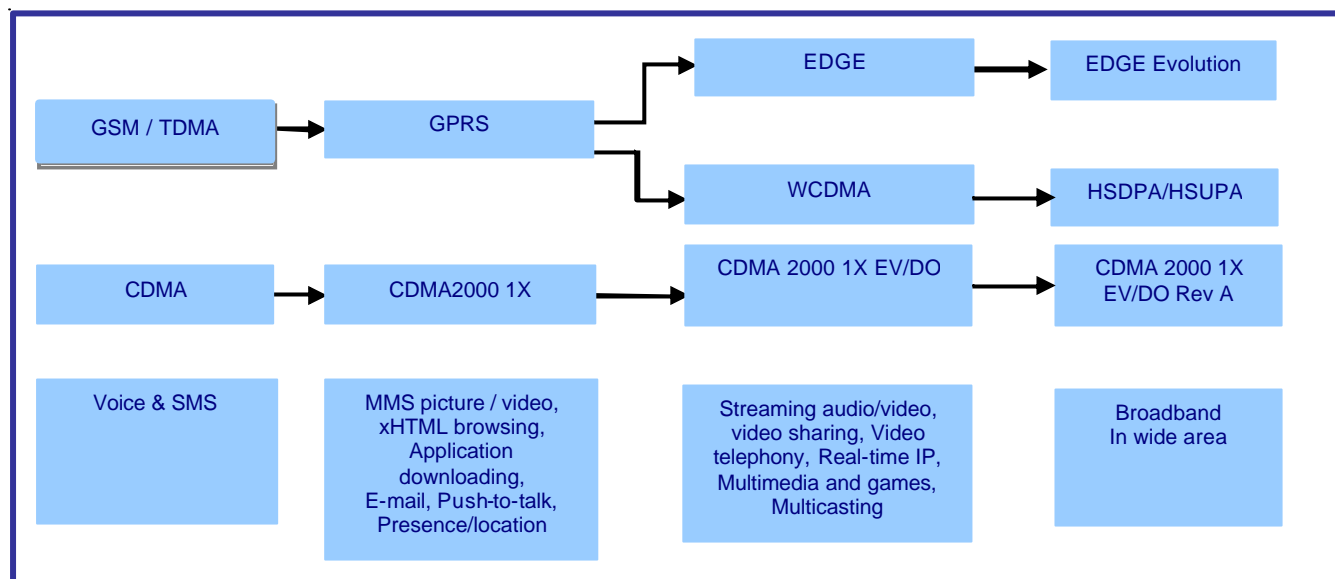 EDGE
EDGE Evolution
GSM / TDMA
GPRS
WCDMA
HSDPA/HSUPA
CDMA
CDMA2000 1X
CDMA 2000 1X EV/DO
CDMA 2000 1X
EV/DO Rev A
Voice & SMS
MMS picture / video,
xHTML browsing,
Application
downloading,
E-mail, Push-to-talk,
Presence/location
Streaming audio/video,
video sharing, Video
telephony, Real-time IP,
Multimedia and games,
Multicasting
Broadband
In wide area